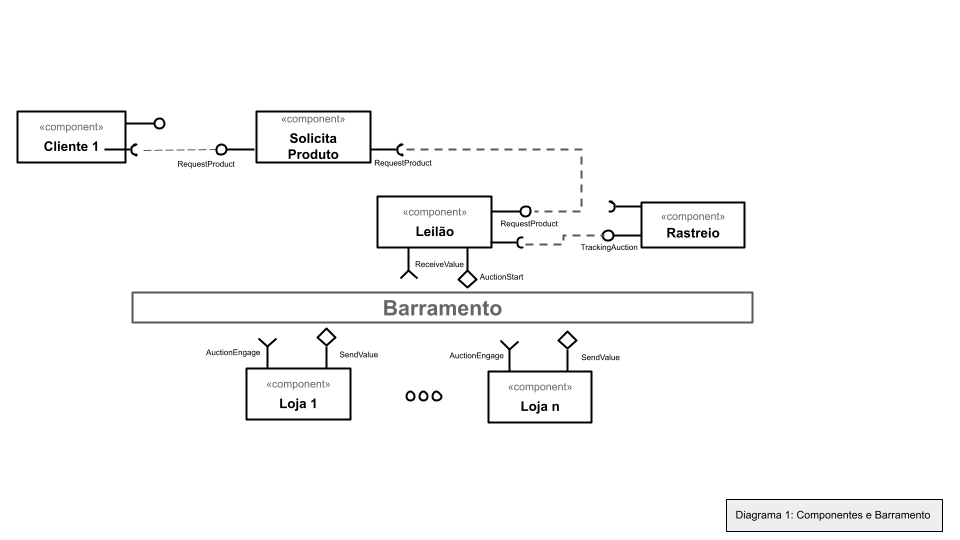 «component»
Cliente 1
RequestProduct
«component»
Solicita
Produto
RequestProduct
«component»
Leilão
RequestProduct
«component»
Rastreio
TrackingAuction
ReceiveValue
AuctionStart
Barramento
AuctionEngage
SendValue
«component»
Loja 1
AuctionEngage
SendValue
«component»
Loja n
Diagrama 1: Componentes e Barramento